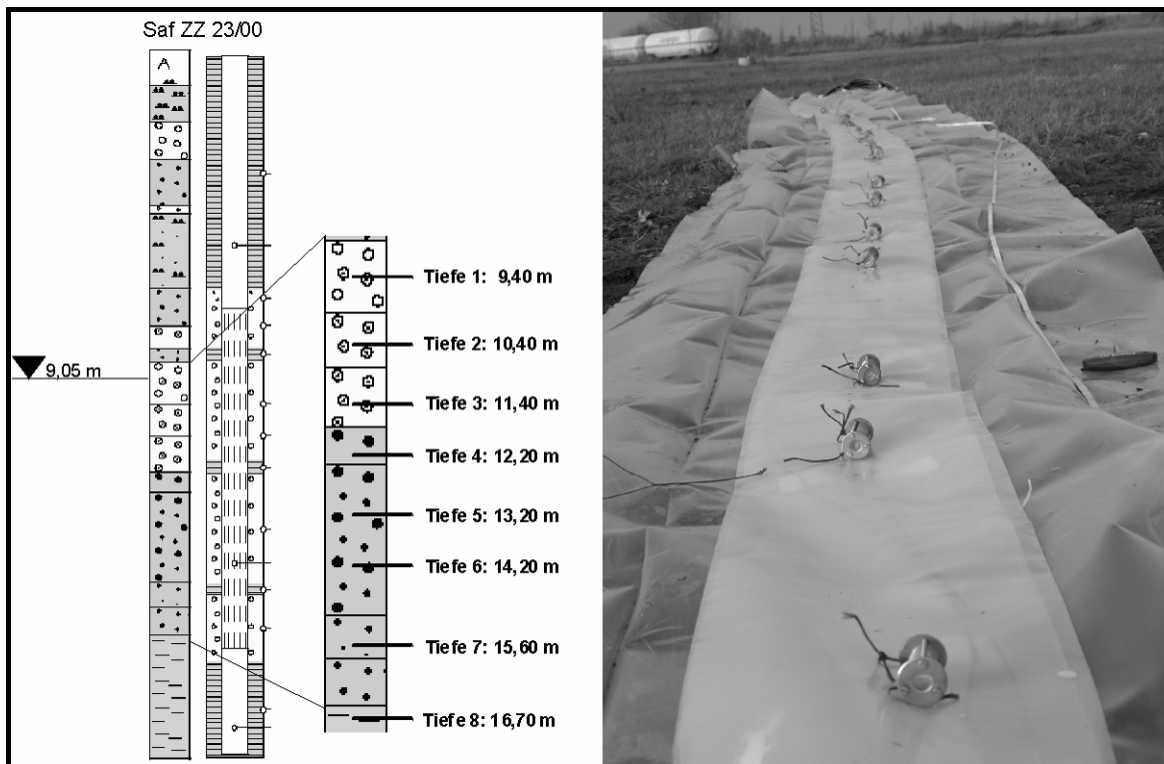 Saf ZZ 23/00
A
9,05 m
Tiefe 1: 9,40 m
Tiefe 2: 10,40 m
Tiefe 3: 11,40 m
Tiefe 4: 12,20 m
Tiefe 5: 13,20 m
Tiefe 6: 14,20 m
Tiefe 7: 15,60 m
Tiefe 8: 16,70 m